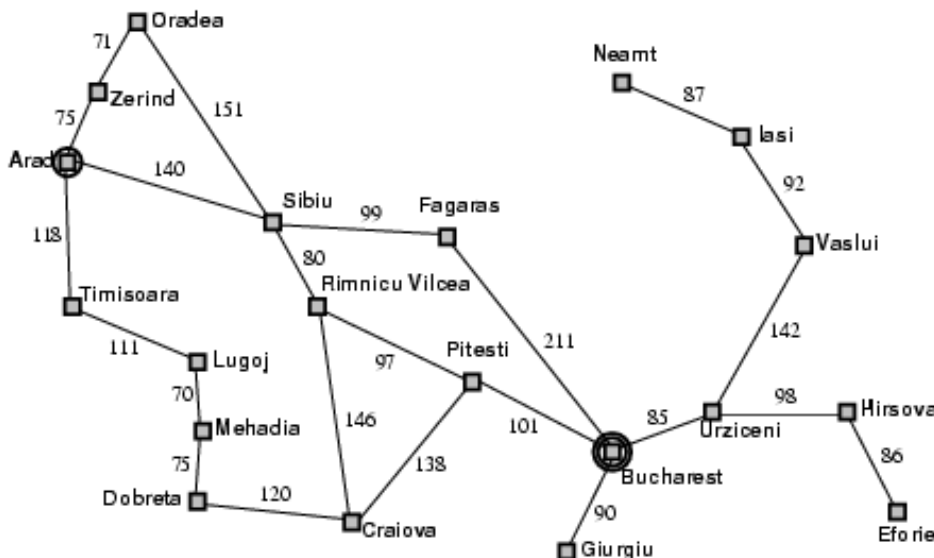 Oradea
71
Neamt
Zerind
87
75
151
Iasi
Arad
140
92
Sibiu
Fagaras
99
118
Vaslui
80
Timisoara
Rimnicu Vilcea
142
111
Pitesti
211
Lugoj
97
70
98
Hirsova
146
101
85
Urziceni
Mehadia
75
138
86
Bucharest
Dobreta
120
90
Craiova
Eforie
Giurgiu